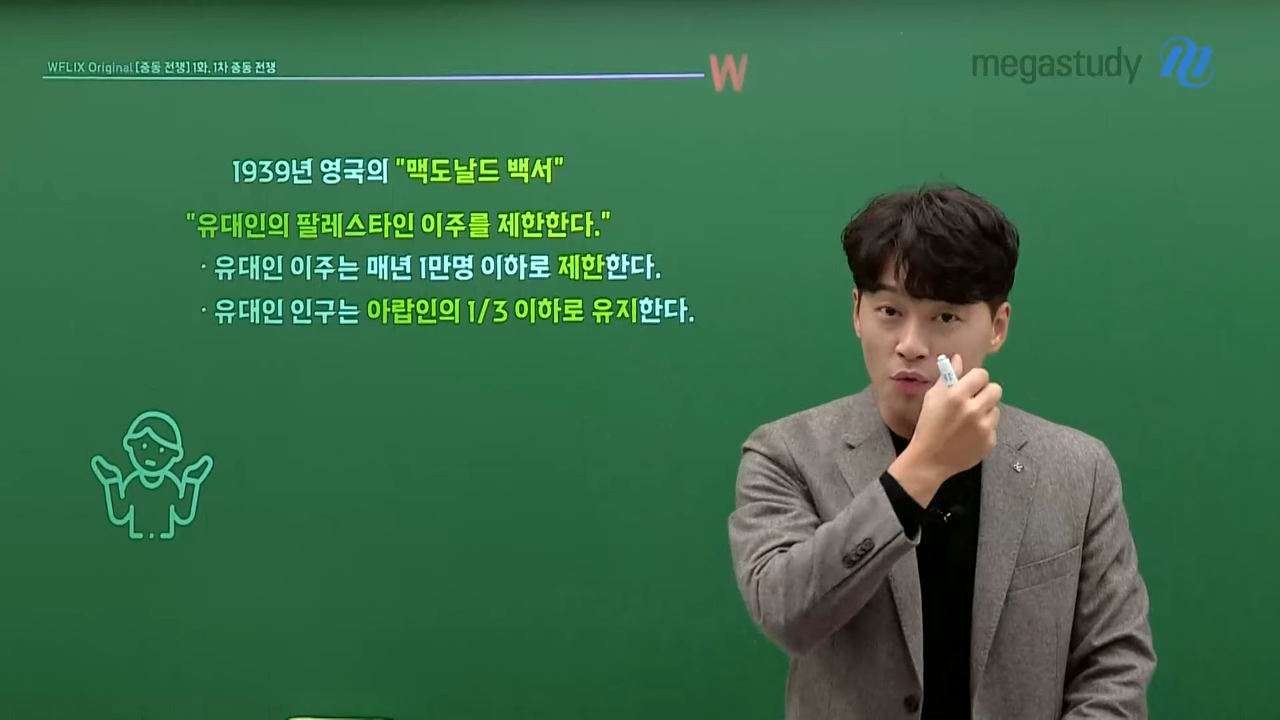 WFLIX Original [중동 전쟁] 1화. 1차 중동 전쟁
W
megastudy
1939년 영국의 "맥도날드 백서"
"유대인의 팔레스타인 이주를 제한한다."
· 유대인 이주는 매년 1만명 이하로 제한한다.
· 유대인 인구는 아랍인의 1/3 이하로 유지한다.